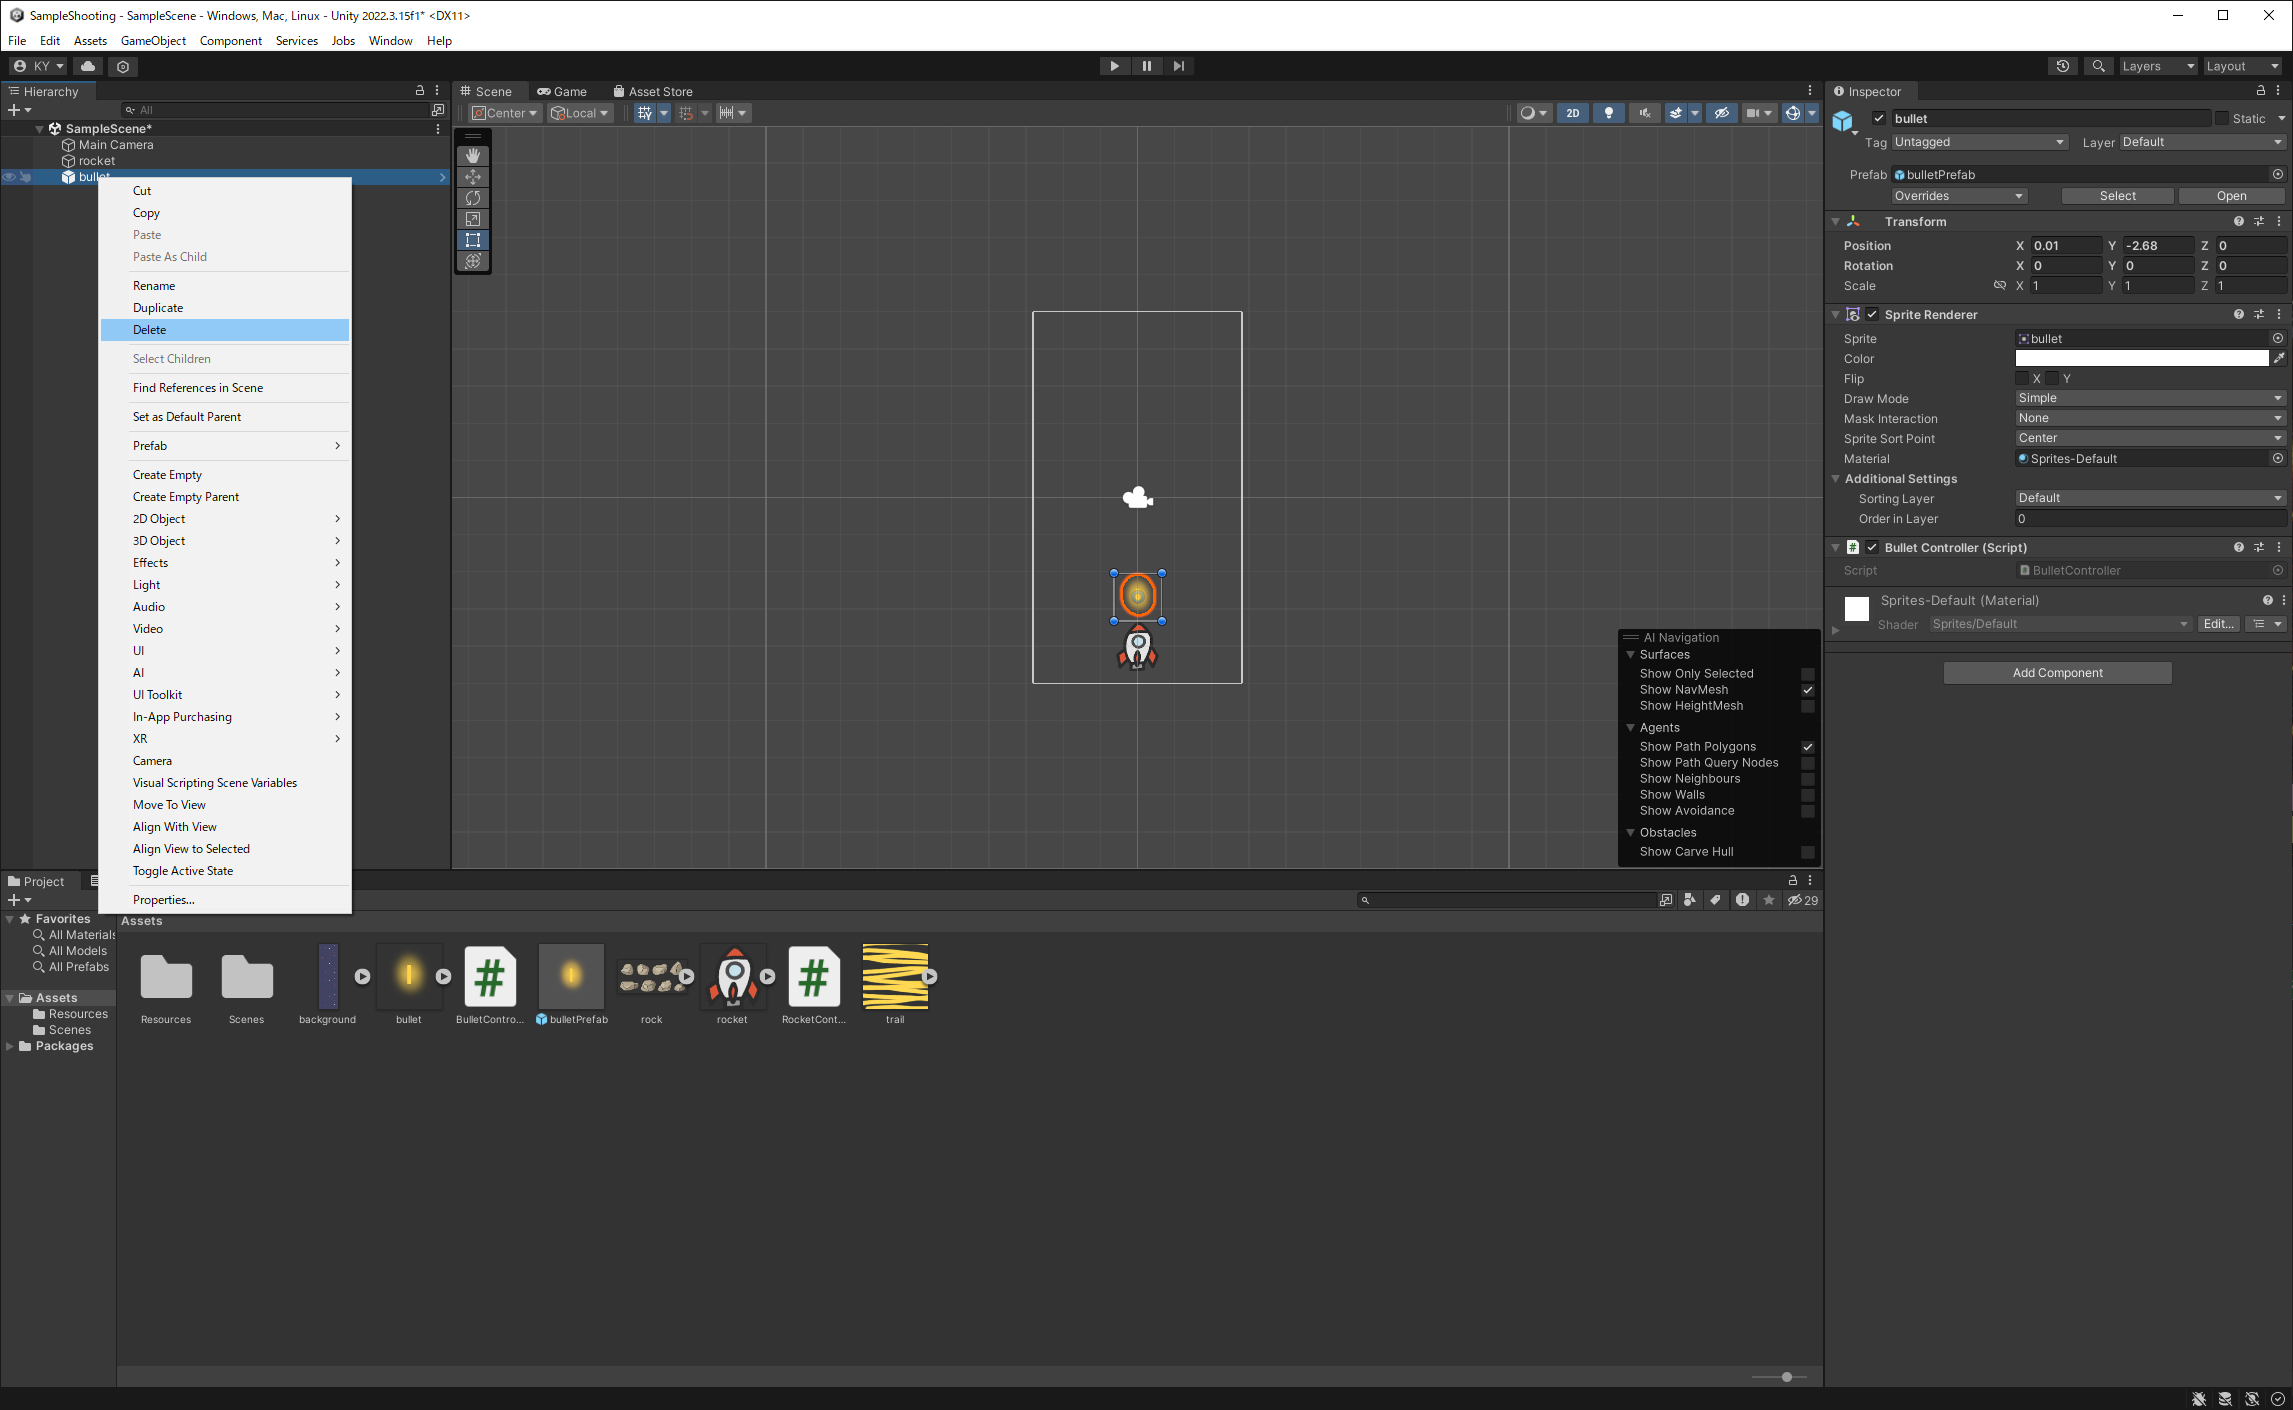 SampleShooting - SampleScene - Windows, Mac, Linux - Unity 2022.3.15f1* <DX11>
File Edit Assets GameObject Component Services Jobs Window Help
KY
Layers Layout
Hierarchy
All
SampleScene*
Main Camera
rocket
bullet
Cut
Copy
Paste
Paste As Child
Rename
Duplicate
Delete
Select Children
Find References in Scene
Set as Default Parent
Prefab
Create Empty
Create Empty Parent
2D Object
3D Object
Effects
Light
Audio
Video
UI
AI
UI Toolkit
In-App Purchasing
XR
Camera
Visual Scripting Scene Variables
Move To View
Align With View
Align View to Selected
Toggle Active State
Properties...
Scene Game Asset Store
Center Local
2D
AI Navigation
Surfaces
Show Only Selected
Show NavMesh
Show HeightMesh
Agents
Show Path Polygons
Show Path Query Nodes
Show Neighbours
Show Walls
Show Avoidance
Obstacles
Show Carve Hull
Inspector
bullet Static
Tag Untagged Layer Default
Prefab bulletPrefab
Overrides Select Open
Transform
Position X 0.01 Y -2.68 Z 0
Rotation X 0 Y 0 Z 0
Scale X 1 Y 1 Z 1
Sprite Renderer
Sprite bullet
Color
Flip X Y
Draw Mode Simple
Mask Interaction None
Sprite Sort Point Center
Material Sprites-Default
Additional Settings
Sorting Layer Default
Order in Layer 0
# Bullet Controller (Script)
Script BulletController
Sprites-Default (Material)
Shader Sprites/Default Edit...
Add Component
Project
29
Favorites
All Materials
All Models
All Prefabs
Assets
Resources
Scenes
Packages
Assets
Resources Scenes background bullet BulletContro... bulletPrefab rock rocket RocketCont... trail